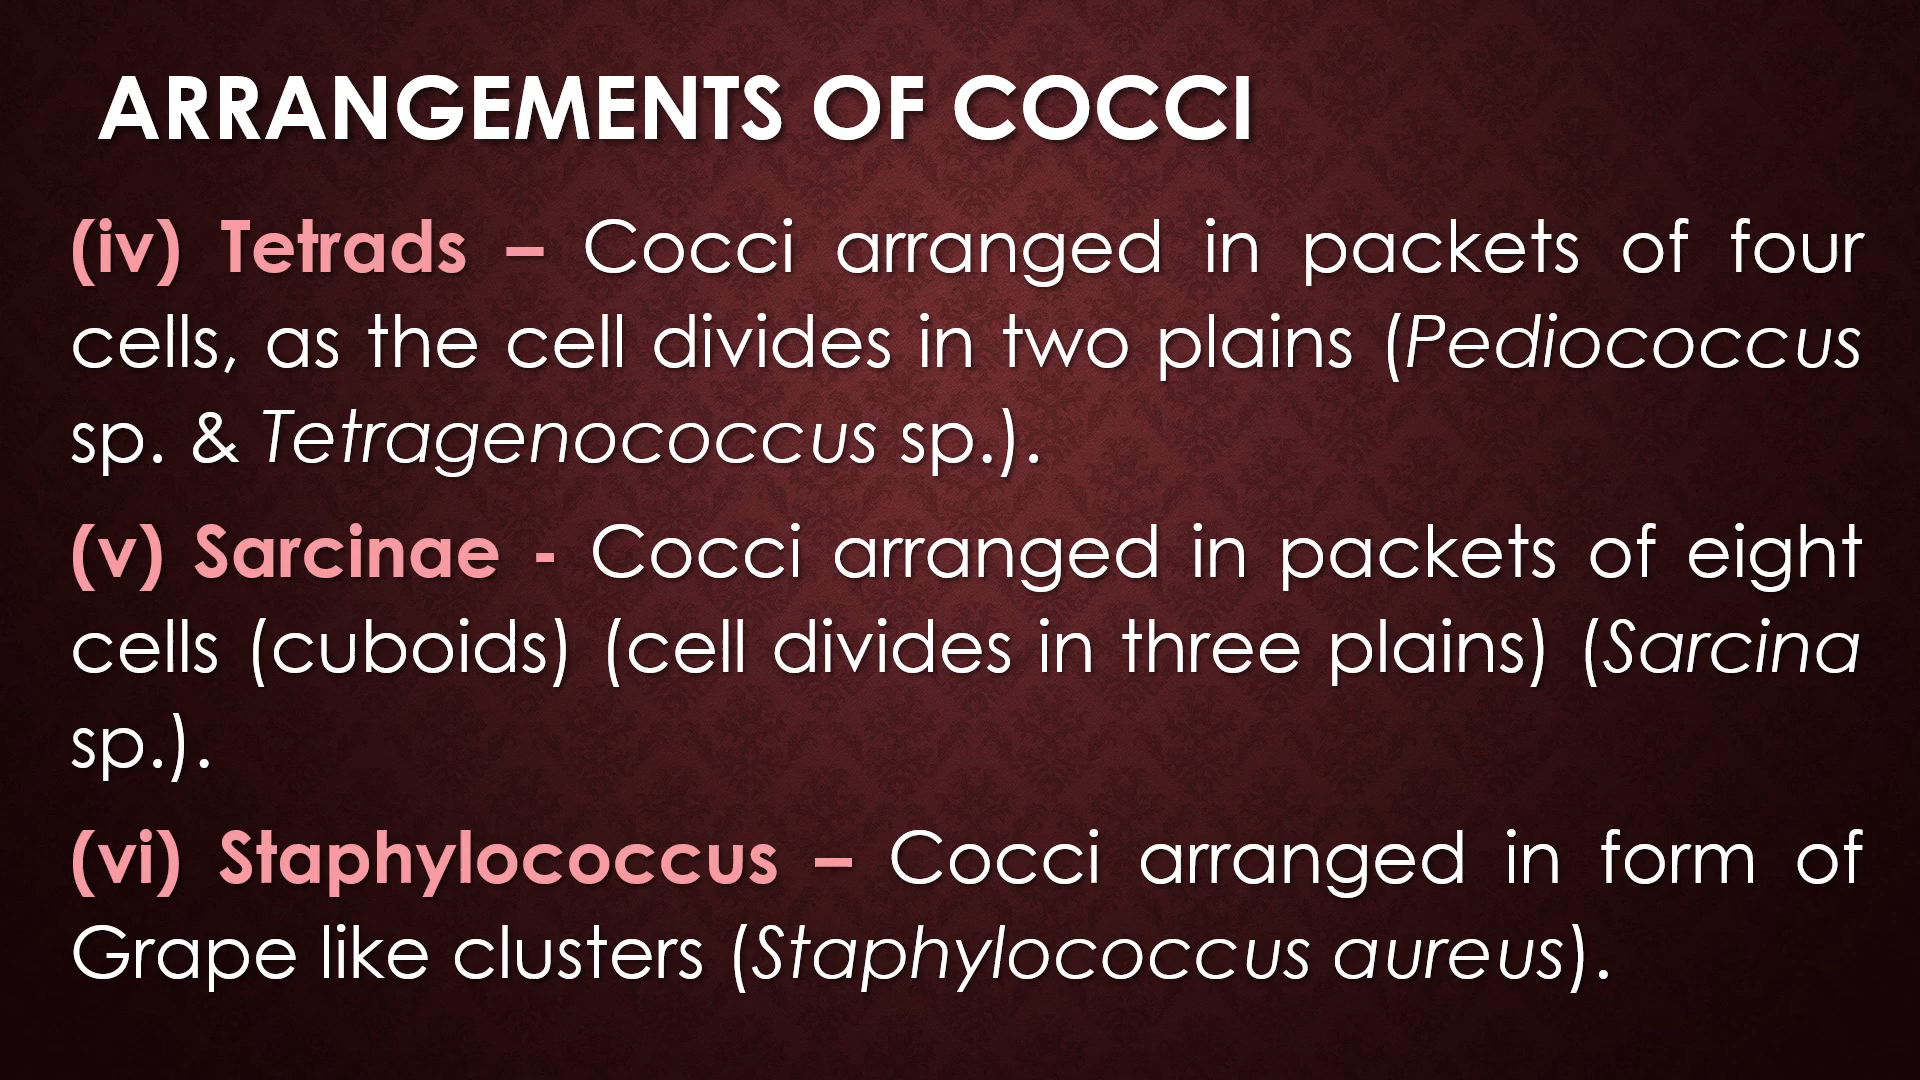 ARRANGEMENTS OF COCCI
(iv) Tetrads – Cocci arranged in packets of four
cells, as the cell divides in two plains (Pediococcus
sp. & Tetragenococcus sp.).
(v) Sarcinae - Cocci arranged in packets of eight
cells (cuboids) (cell divides in three plains) (Sarcina
sp.).
(vi) Staphylococcus – Cocci arranged in form of
Grape like clusters (Staphylococcus aureus).